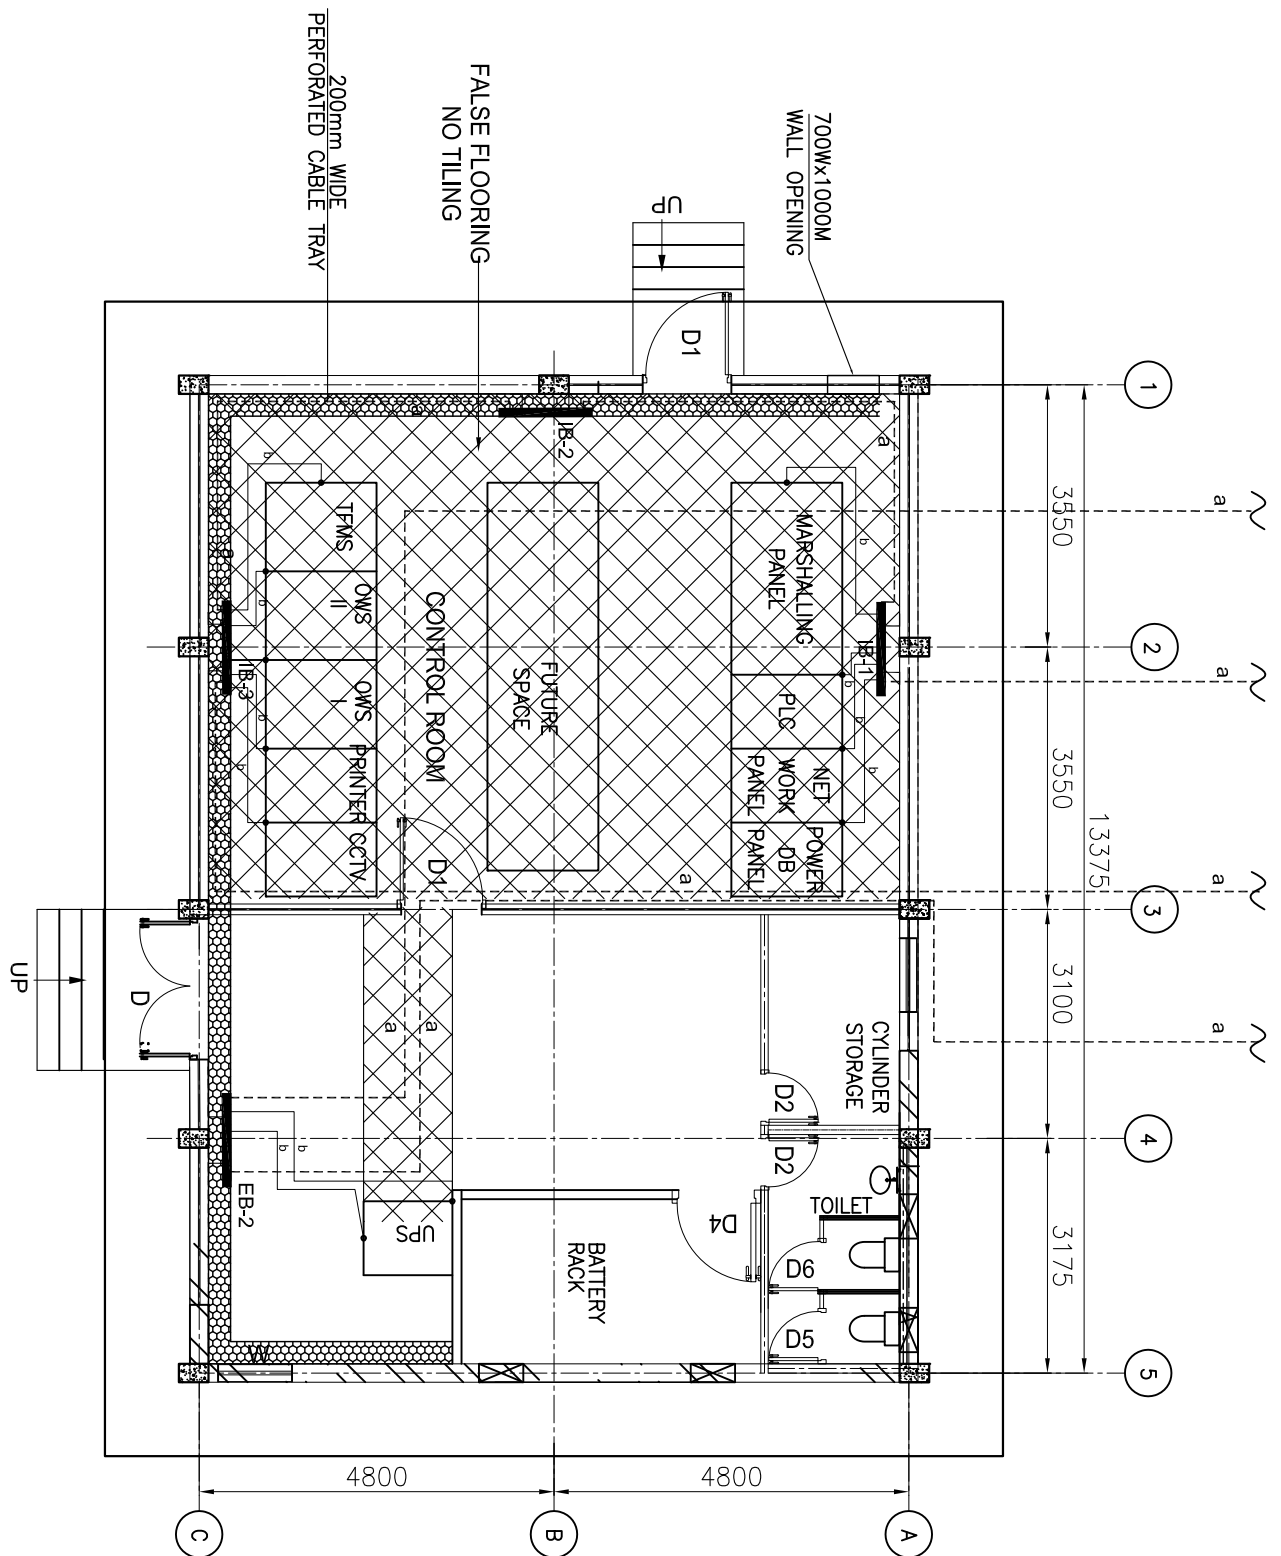 200mm WIDE
PERFORATED CABLE TRAY
FALSE FLOORING
NO TILING
700Wx1000M
WALL OPENING
UP
D1
1
2
3
4
5
3550
3550
3100
3175
13375
a
a
a
a
a
a
a
a
a
a
IB-2
IB-1
IB-3
EB-2
b
b
b
b
b
b
b
b
b
b
TFMS
OWS
II
OWS
I
PRINTER
CCTV
CONTROL ROOM
FUTURE
SPACE
MARSHALLING
PANEL
PLC
NET
WORK
PANEL
POWER
DB
PANEL
D1
UP
D
CYLINDER
STORAGE
D2
D2
TOILET
D4
D6
D5
UPS
BATTERY
RACK
W
4800
4800
C
B
A